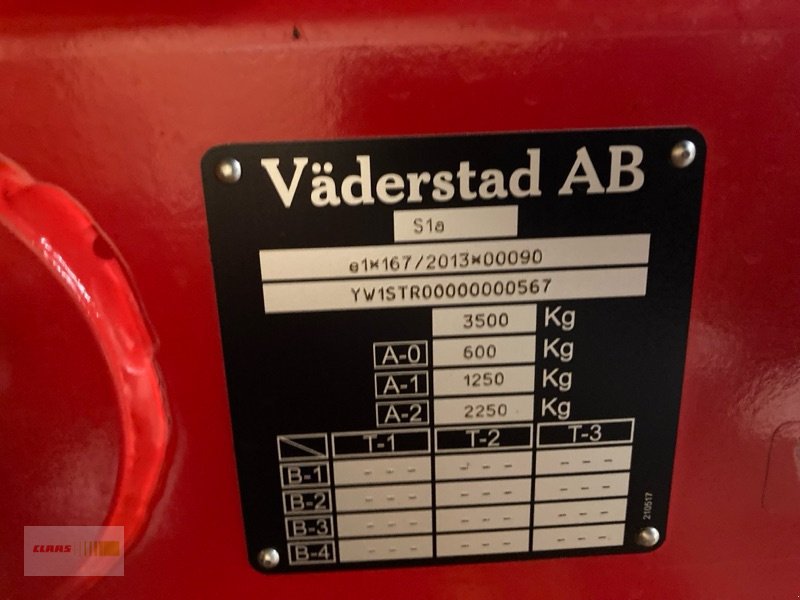 Väderstad AB
S1a
e1*167/2013*00090
YW1STR00000000567
3500 Kg
A-0 600 Kg
A-1 1250 Kg
A-2 2250 Kg
T-1 T-2 T-3
B-1 - - - - - - - - -
B-2 - - - - - - - - -
B-3 - - - - - - - - -
B-4 - - - - - - - - -
210517
CLAAS